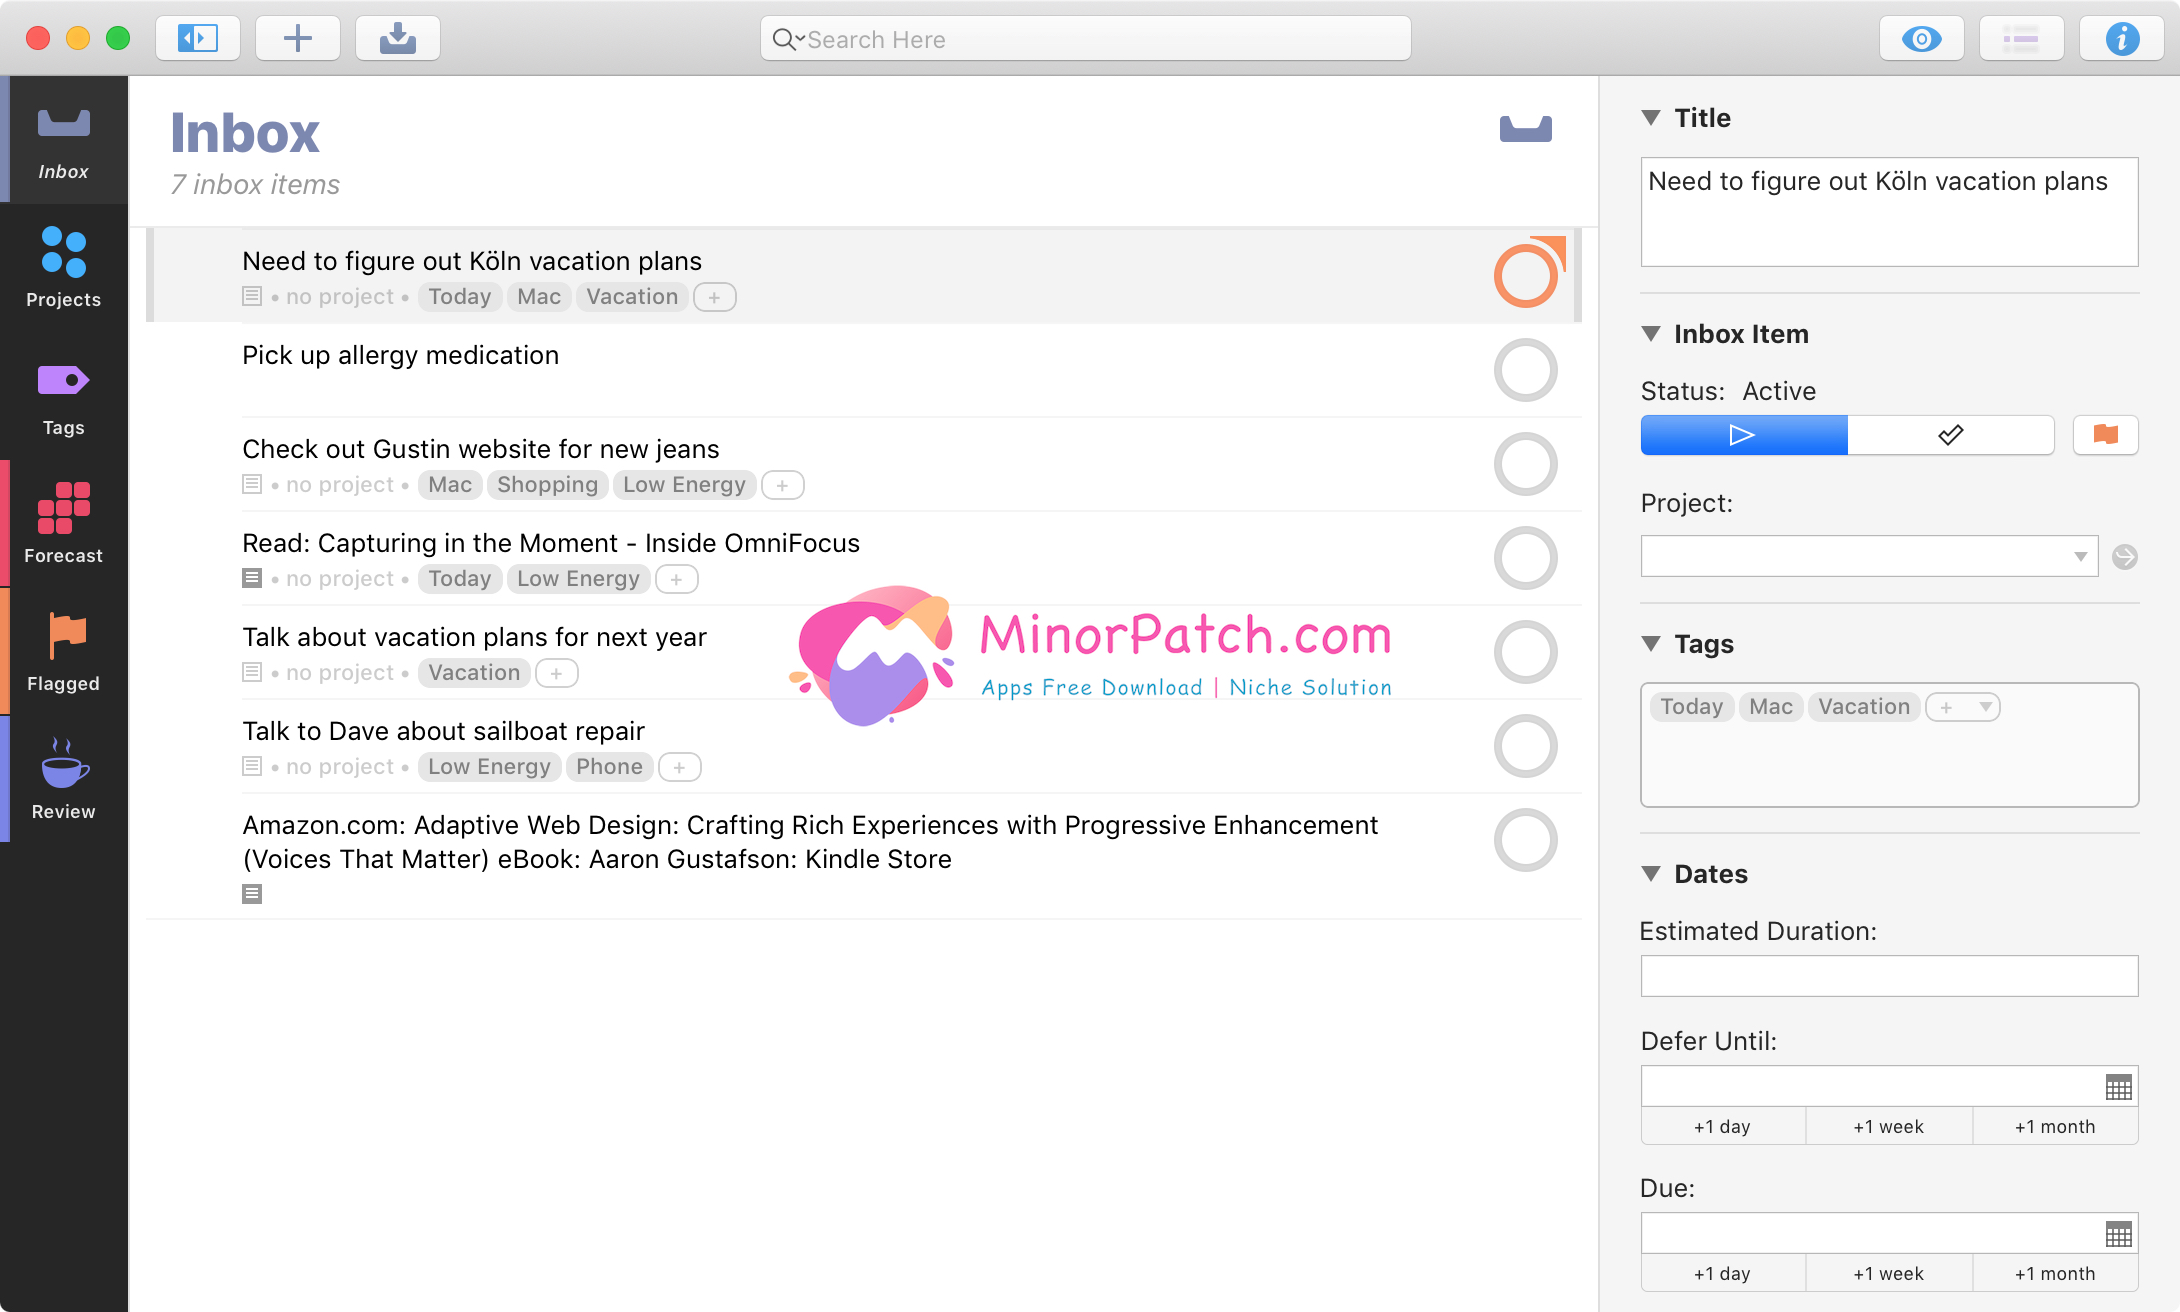 Search Here
Inbox
Projects
Tags
Forecast
Flagged
Review
Inbox
7 inbox items
Need to figure out Köln vacation plans
• no project • Today Mac Vacation +
Pick up allergy medication
Check out Gustin website for new jeans
• no project • Mac Shopping Low Energy +
Read: Capturing in the Moment - Inside OmniFocus
• no project • Today Low Energy +
Talk about vacation plans for next year
• no project • Vacation +
Talk to Dave about sailboat repair
• no project • Low Energy Phone +
Amazon.com: Adaptive Web Design: Crafting Rich Experiences with Progressive Enhancement
(Voices That Matter) eBook: Aaron Gustafson: Kindle Store
MinorPatch.com
Apps Free Download | Niche Solution
Title
Need to figure out Köln vacation plans
Inbox Item
Status: Active
Project:
Tags
Today Mac Vacation +
Dates
Estimated Duration:
Defer Until:
+1 day +1 week +1 month
Due:
+1 day +1 week +1 month